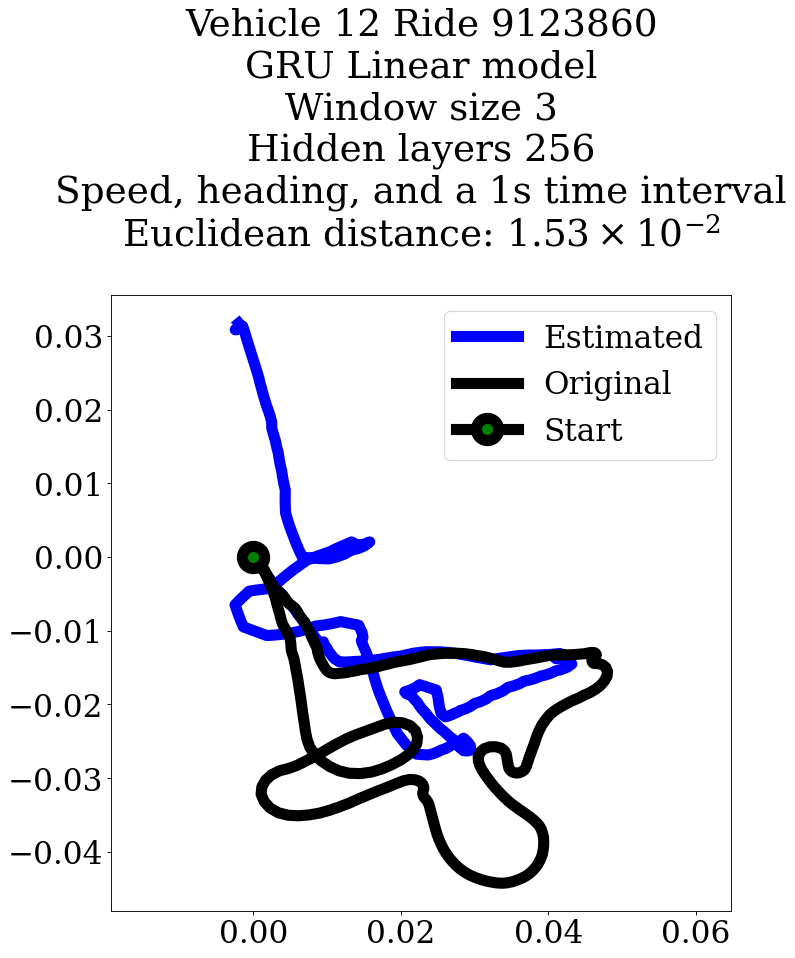 Vehicle 12 Ride 9123860
GRU Linear model
Window size 3
Hidden layers 256
Speed, heading, and a 1s time interval
Euclidean distance: 1.53 × 10⁻²
Estimated
Original
Start
0.03
0.02
0.01
0.00
−0.01
−0.02
−0.03
−0.04
0.00 0.02 0.04 0.06